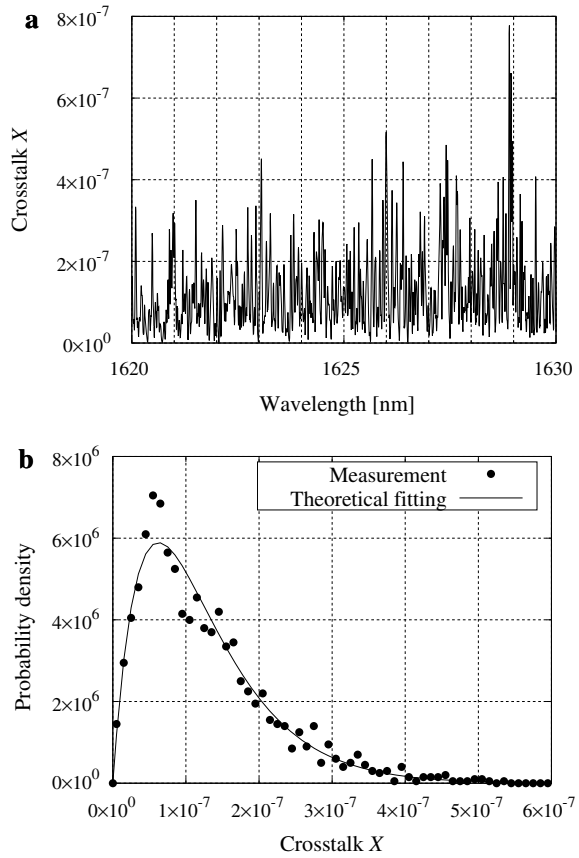 a
8×10⁻⁷
6×10⁻⁷
4×10⁻⁷
2×10⁻⁷
0×10⁰
Crosstalk X
1620 1625 1630
Wavelength [nm]
b
8×10⁶
6×10⁶
4×10⁶
2×10⁶
0×10⁰
Probability density
Measurement
Theoretical fitting
0×10⁰ 1×10⁻⁷ 2×10⁻⁷ 3×10⁻⁷ 4×10⁻⁷ 5×10⁻⁷ 6×10⁻⁷
Crosstalk X